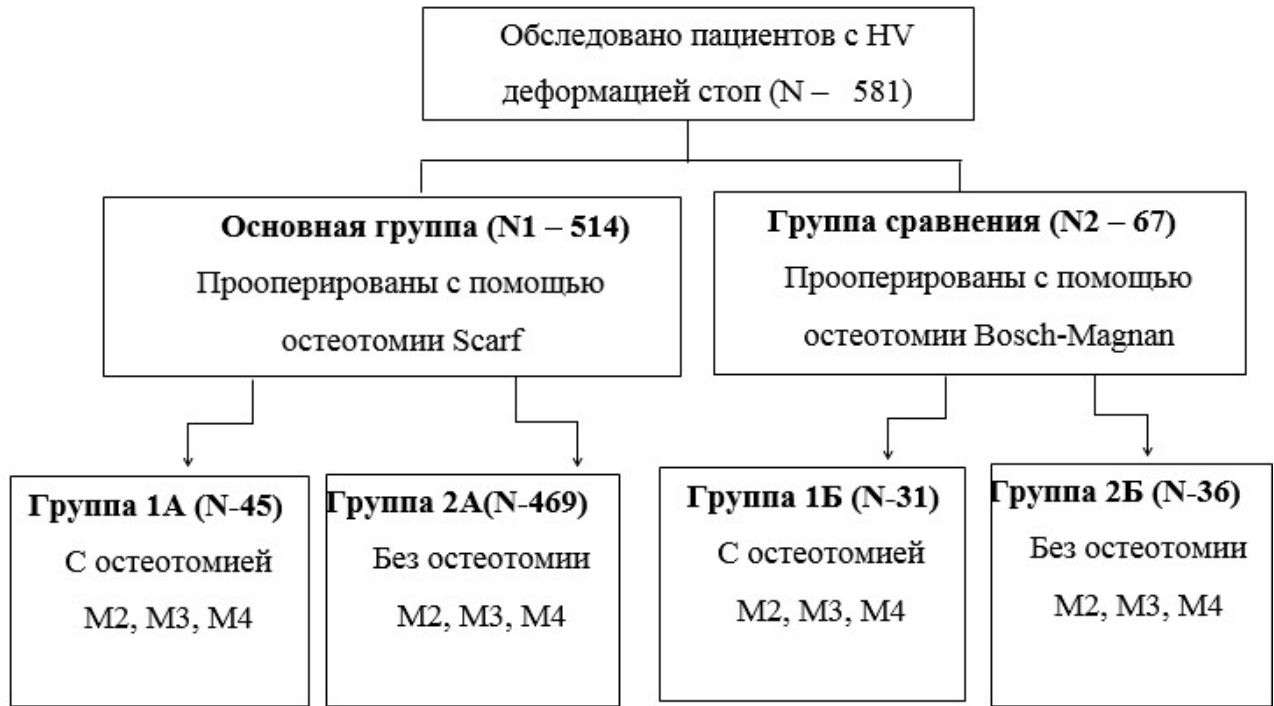 Обследовано пациентов с HV
деформацией стоп (N – 581)
Основная группа (N1 – 514)
Прооперированы с помощью
остеотомии Scarf
Группа сравнения (N2 – 67)
Прооперированы с помощью
остеотомии Bosch-Magnan
Группа 1А (N-45)
С остеотомией
М2, М3, М4
Группа 2А(N-469)
Без остеотомии
М2, М3, М4
Группа 1Б (N-31)
С остеотомией
М2, М3, М4
Группа 2Б (N-36)
Без остеотомии
М2, М3, М4